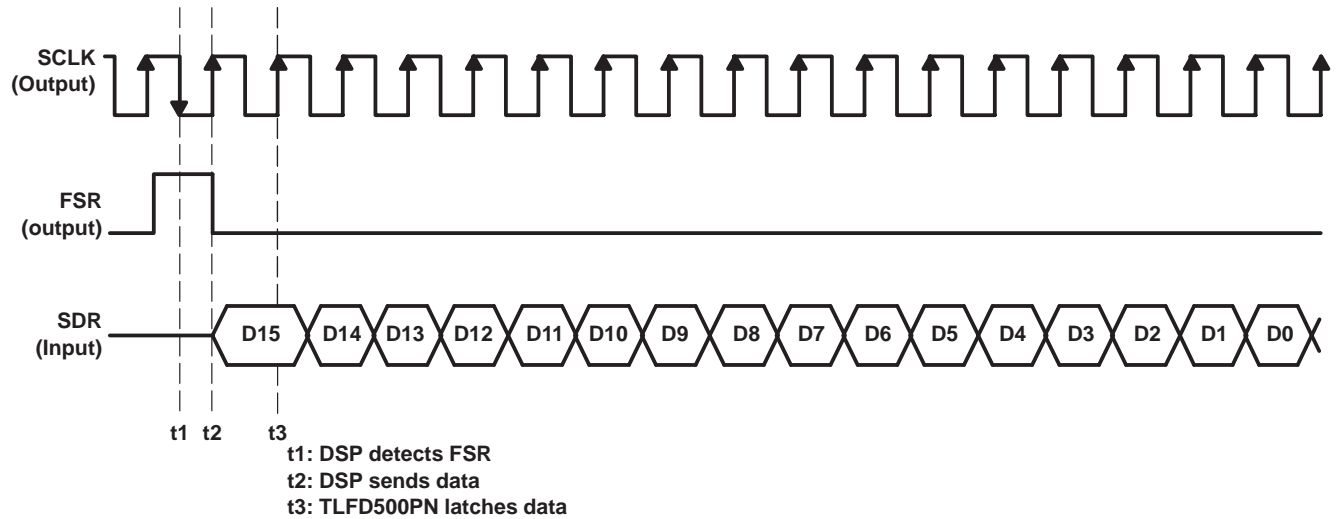 SCLK
(Output)
FSR
(output)
SDR
(Input)
D15 D14 D13 D12 D11 D10 D9 D8 D7 D6 D5 D4 D3 D2 D1 D0
t1 t2 t3
t1: DSP detects FSR
t2: DSP sends data
t3: TLFD500PN latches data